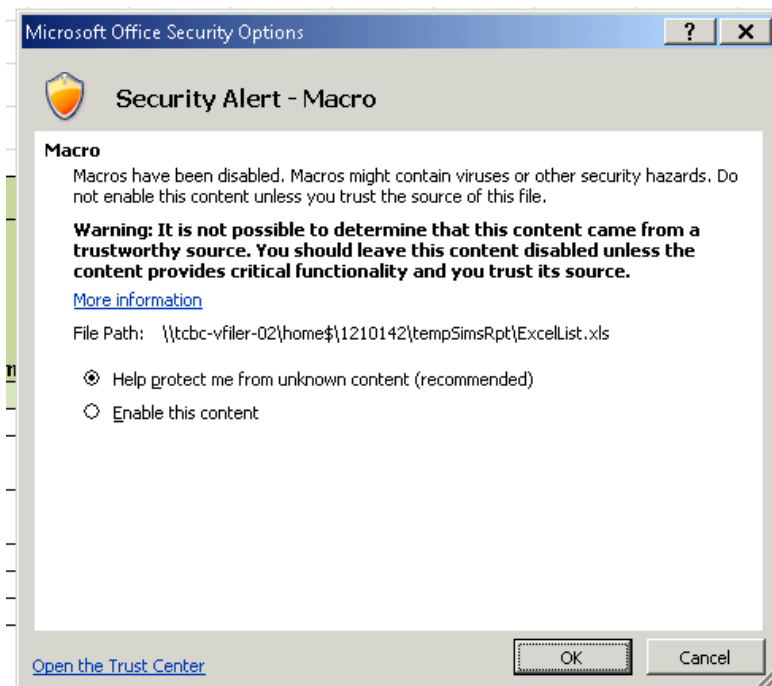 Microsoft Office Security Options
Security Alert - Macro
Macro
Macros have been disabled. Macros might contain viruses or other security hazards. Do
not enable this content unless you trust the source of this file.
Warning: It is not possible to determine that this content came from a
trustworthy source. You should leave this content disabled unless the
content provides critical functionality and you trust its source.
More information
File Path: \\tcbc-vfiler-02\home$\1210142\tempSimsRpt\ExcelList.xls
Help protect me from unknown content (recommended)
Enable this content
Open the Trust Center
OK
Cancel